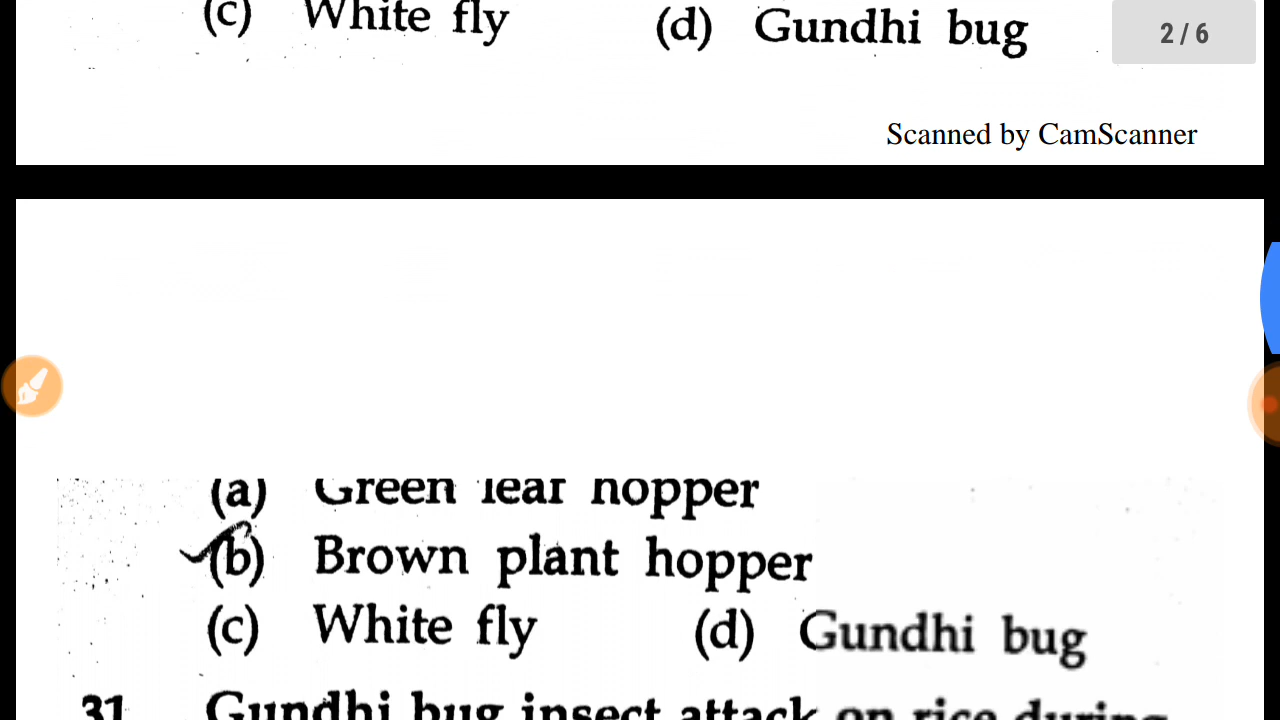 (c) White fly (d) Gundhi bug
2 / 6
Scanned by CamScanner
(a) Green leaf hopper
(b) Brown plant hopper
(c) White fly (d) Gundhi bug
31 Gundhi bug insect attack on rice during